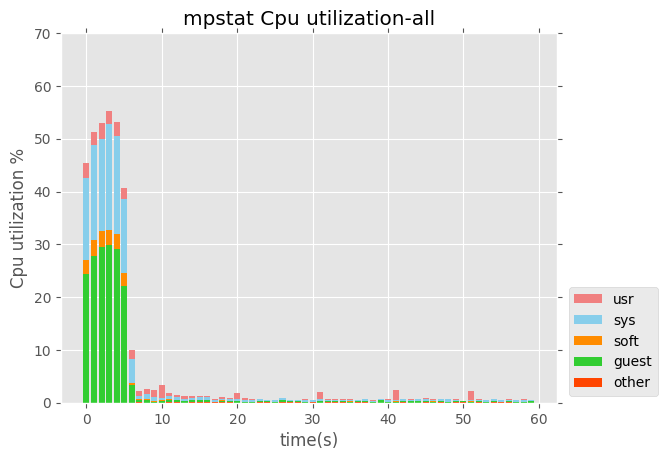 mpstat Cpu utilization-all
70
60
50
40
30
20
10
0
Cpu utilization %
0 10 20 30 40 50 60
time(s)
usr
sys
soft
guest
other